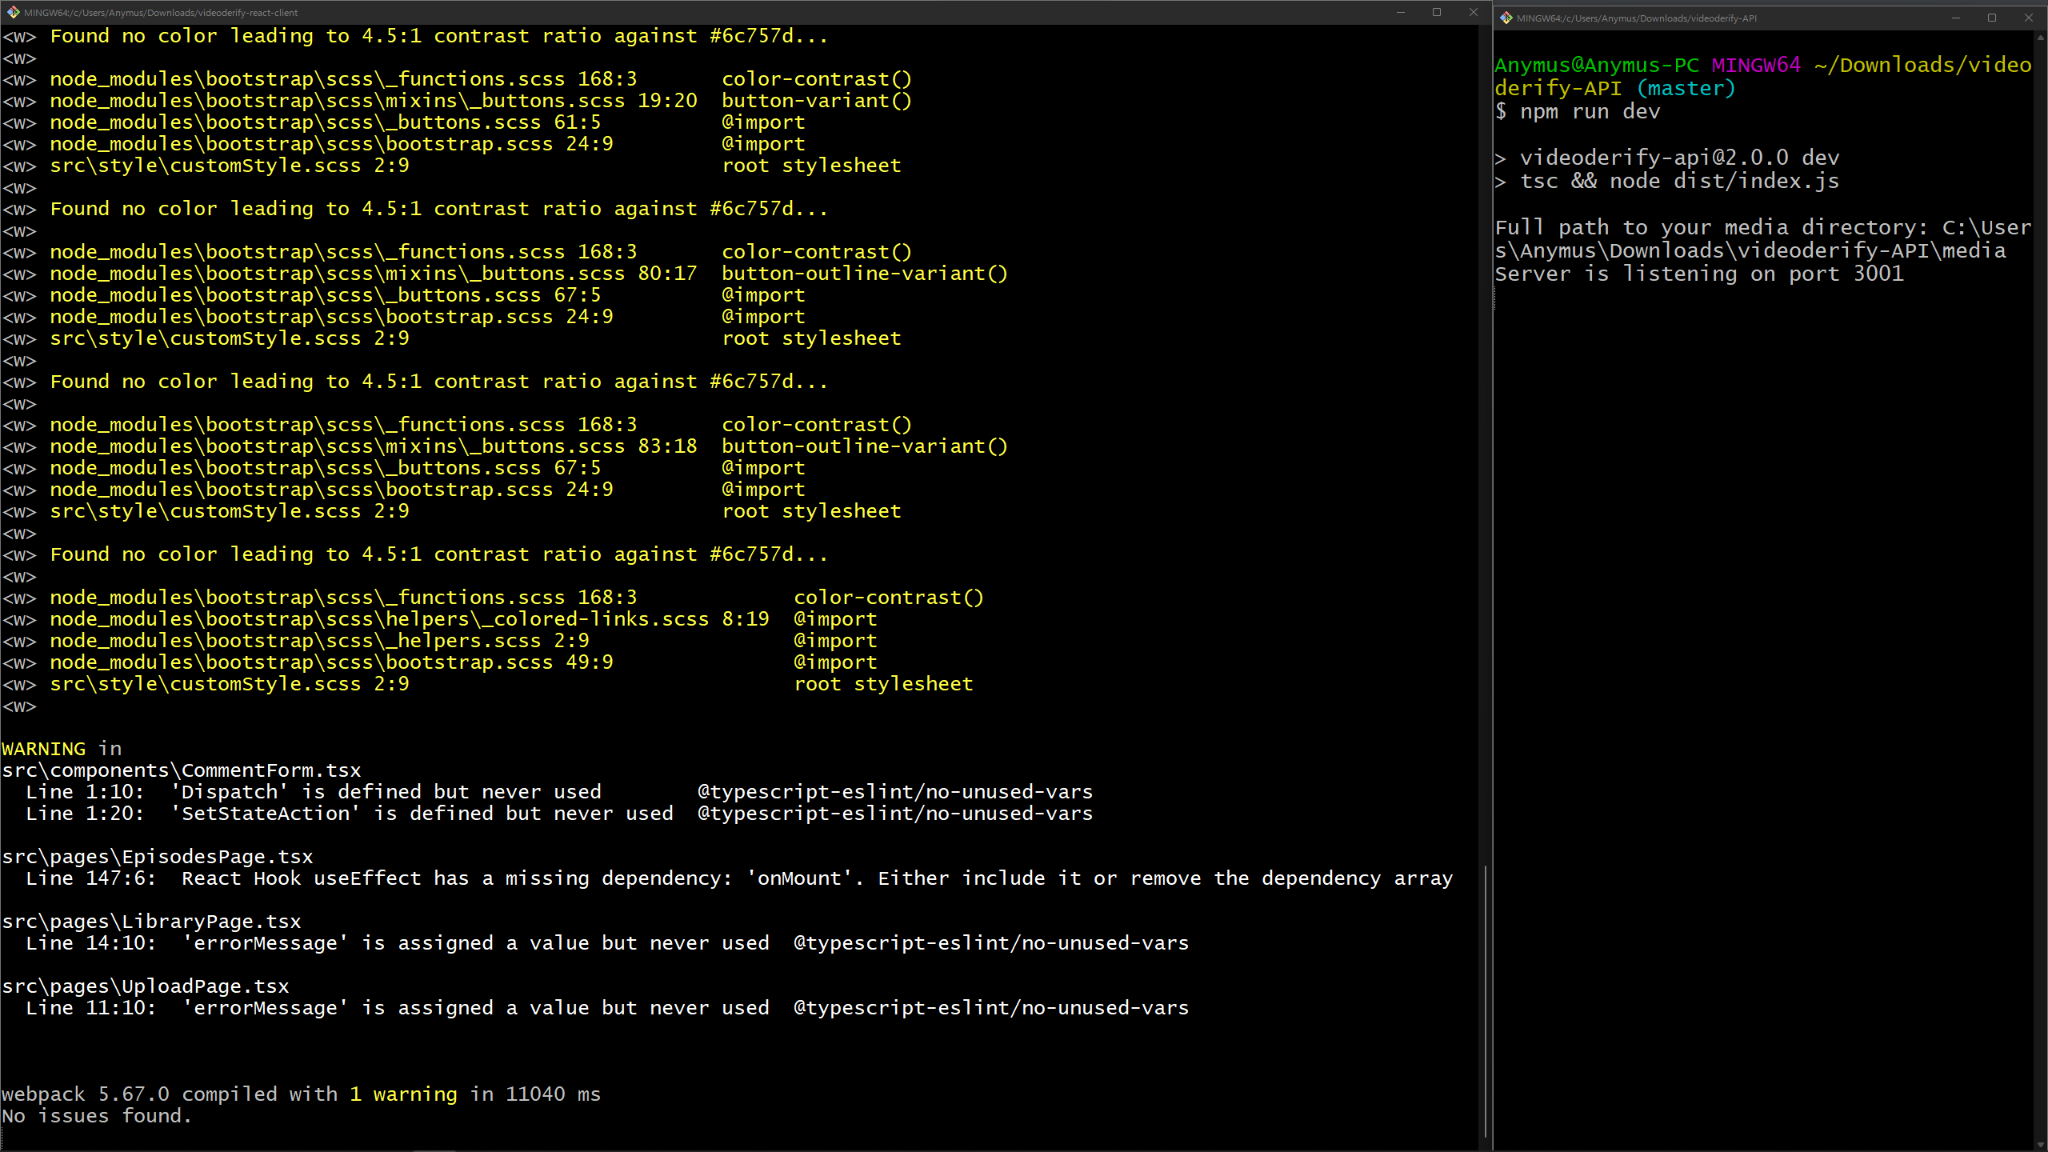 MINGW64:/c/Users/Anymus/Downloads/videoderify-react-client
<w> Found no color leading to 4.5:1 contrast ratio against #6c757d...
<w>
<w> node_modules\bootstrap\scss\_functions.scss 168:3       color-contrast()
<w> node_modules\bootstrap\scss\mixins\_buttons.scss 19:20  button-variant()
<w> node_modules\bootstrap\scss\_buttons.scss 61:5          @import
<w> node_modules\bootstrap\scss\bootstrap.scss 24:9         @import
<w> src\style\customStyle.scss 2:9                          root stylesheet
<w>
<w> Found no color leading to 4.5:1 contrast ratio against #6c757d...
<w>
<w> node_modules\bootstrap\scss\_functions.scss 168:3       color-contrast()
<w> node_modules\bootstrap\scss\mixins\_buttons.scss 80:17  button-outline-variant()
<w> node_modules\bootstrap\scss\_buttons.scss 67:5          @import
<w> node_modules\bootstrap\scss\bootstrap.scss 24:9         @import
<w> src\style\customStyle.scss 2:9                          root stylesheet
<w>
<w> Found no color leading to 4.5:1 contrast ratio against #6c757d...
<w>
<w> node_modules\bootstrap\scss\_functions.scss 168:3       color-contrast()
<w> node_modules\bootstrap\scss\mixins\_buttons.scss 83:18  button-outline-variant()
<w> node_modules\bootstrap\scss\_buttons.scss 67:5          @import
<w> node_modules\bootstrap\scss\bootstrap.scss 24:9         @import
<w> src\style\customStyle.scss 2:9                          root stylesheet
<w>
<w> Found no color leading to 4.5:1 contrast ratio against #6c757d...
<w>
<w> node_modules\bootstrap\scss\_functions.scss 168:3             color-contrast()
<w> node_modules\bootstrap\scss\helpers\_colored-links.scss 8:19  @import
<w> node_modules\bootstrap\scss\_helpers.scss 2:9                 @import
<w> node_modules\bootstrap\scss\bootstrap.scss 49:9               @import
<w> src\style\customStyle.scss 2:9                                root stylesheet
<w>
WARNING in
src\components\CommentForm.tsx
  Line 1:10:  'Dispatch' is defined but never used        @typescript-eslint/no-unused-vars
  Line 1:20:  'SetStateAction' is defined but never used  @typescript-eslint/no-unused-vars
src\pages\EpisodesPage.tsx
  Line 147:6:  React Hook useEffect has a missing dependency: 'onMount'. Either include it or remove the dependency array
src\pages\LibraryPage.tsx
  Line 14:10:  'errorMessage' is assigned a value but never used  @typescript-eslint/no-unused-vars
src\pages\UploadPage.tsx
  Line 11:10:  'errorMessage' is assigned a value but never used  @typescript-eslint/no-unused-vars
webpack 5.67.0 compiled with 1 warning in 11040 ms
No issues found.
MINGW64:/c/Users/Anymus/Downloads/videoderify-API
Anymus@Anymus-PC MINGW64 ~/Downloads/video
derify-API (master)
$ npm run dev
> videoderify-api@2.0.0 dev
> tsc && node dist/index.js
Full path to your media directory: C:\User
s\Anymus\Downloads\videoderify-API\media
Server is listening on port 3001